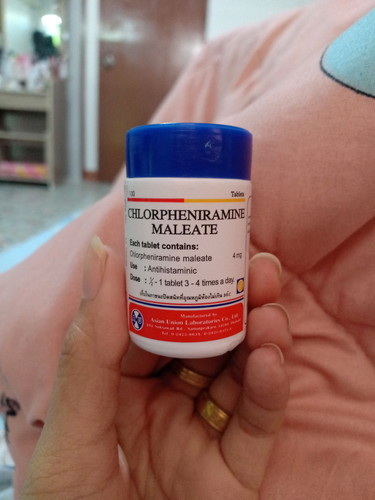 100 Tablets
CHLORPHENIRAMINE
MALEATE
Each tablet contains:
Chlorpheniramine maleate 4 mg
Use : Antihistaminic
Dose : ½ - 1 tablet 3 - 4 times a day.
Manufactured by
Asian Union Laboratories Co., Ltd.